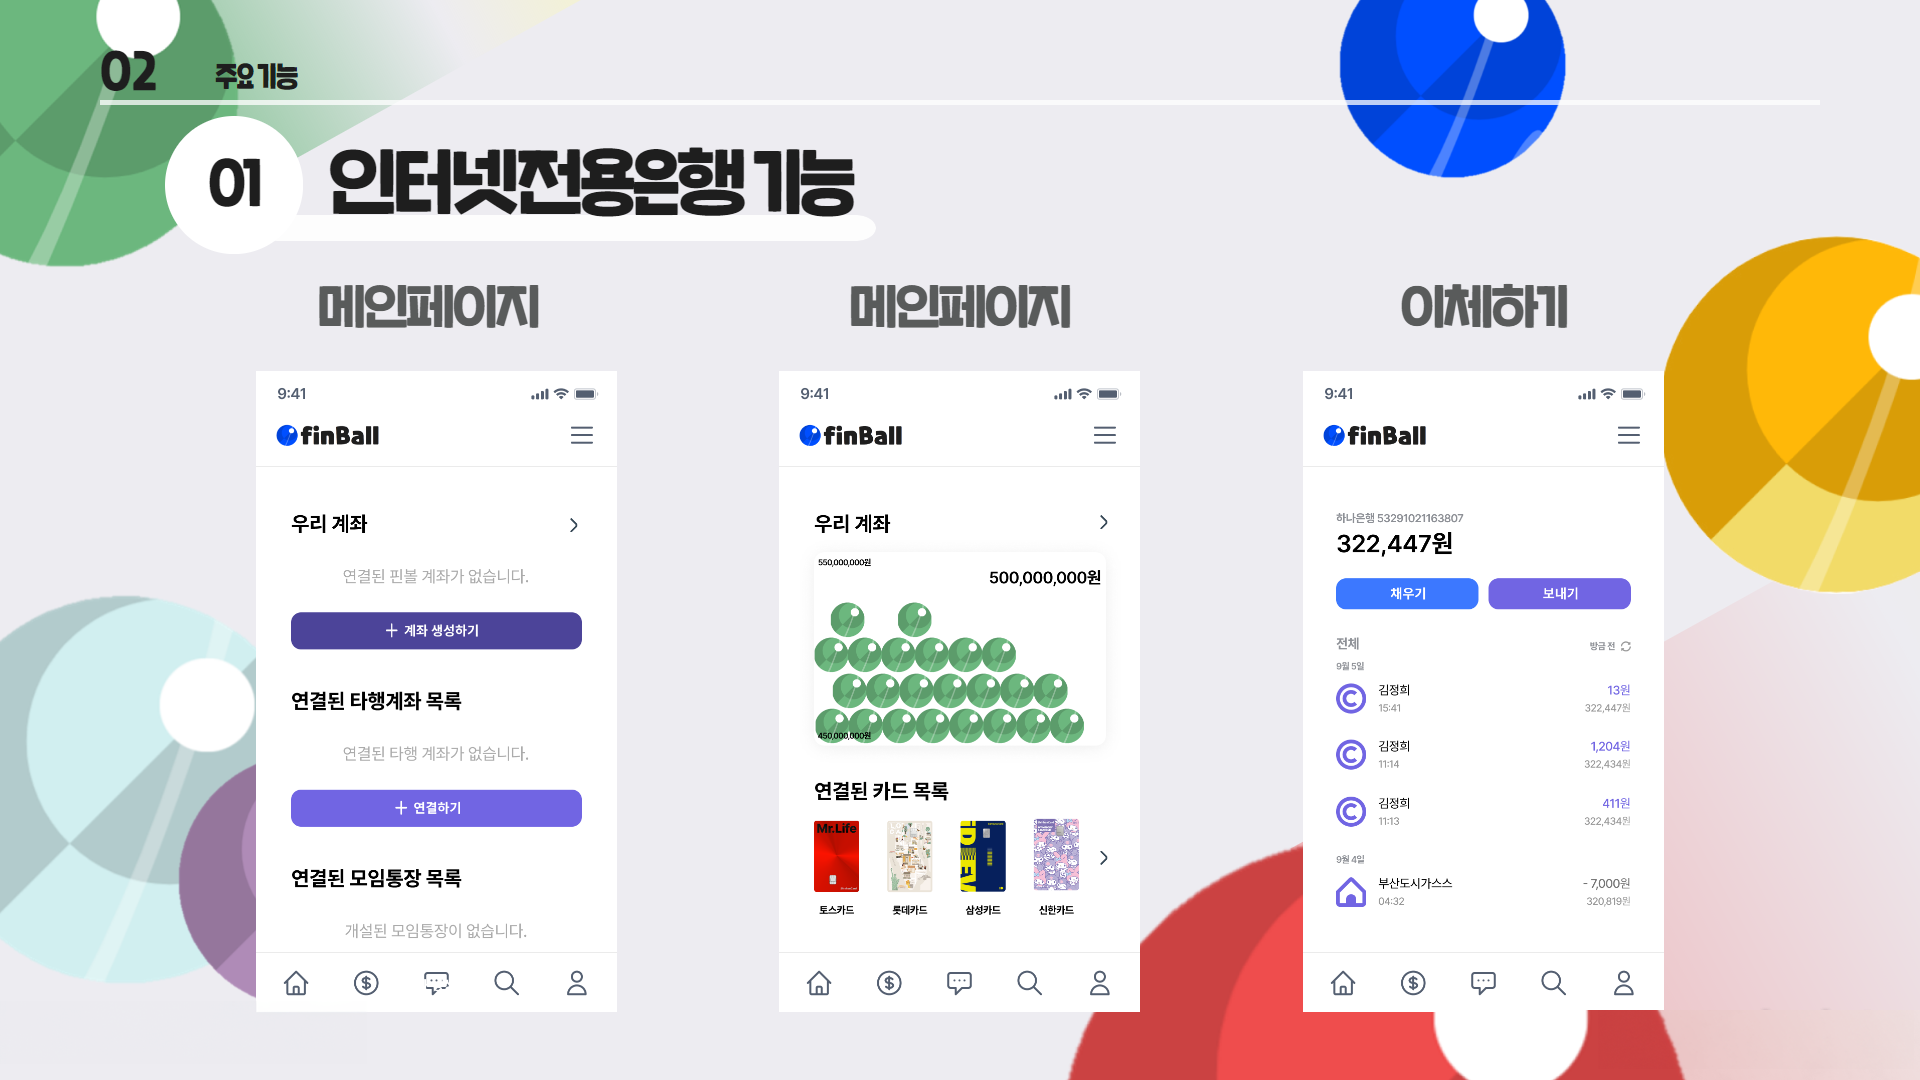 02 주요 기능
01 인터넷전용은행 기능
메인페이지
9:41
finBall
우리 계좌
연결된 핀볼 계좌가 없습니다.
+ 계좌 생성하기
연결된 타행계좌 목록
연결된 타행 계좌가 없습니다.
+ 연결하기
연결된 모임통장 목록
개설된 모임통장이 없습니다.
메인페이지
9:41
finBall
우리 계좌
550,000,000원
500,000,000원
450,000,000원
연결된 카드 목록
Mr.Life
토스카드 롯데카드 삼성카드 신한카드
이체하기
9:41
finBall
하나은행 53291021163807
322,447원
채우기 보내기
전체 방금 전
9월 5일
김정희 13원
15:41 322,447원
김정희 1,204원
11:14 322,434원
김정희 411원
11:13 322,434원
9월 4일
부산도시가스스 - 7,000원
04:32 320,819원